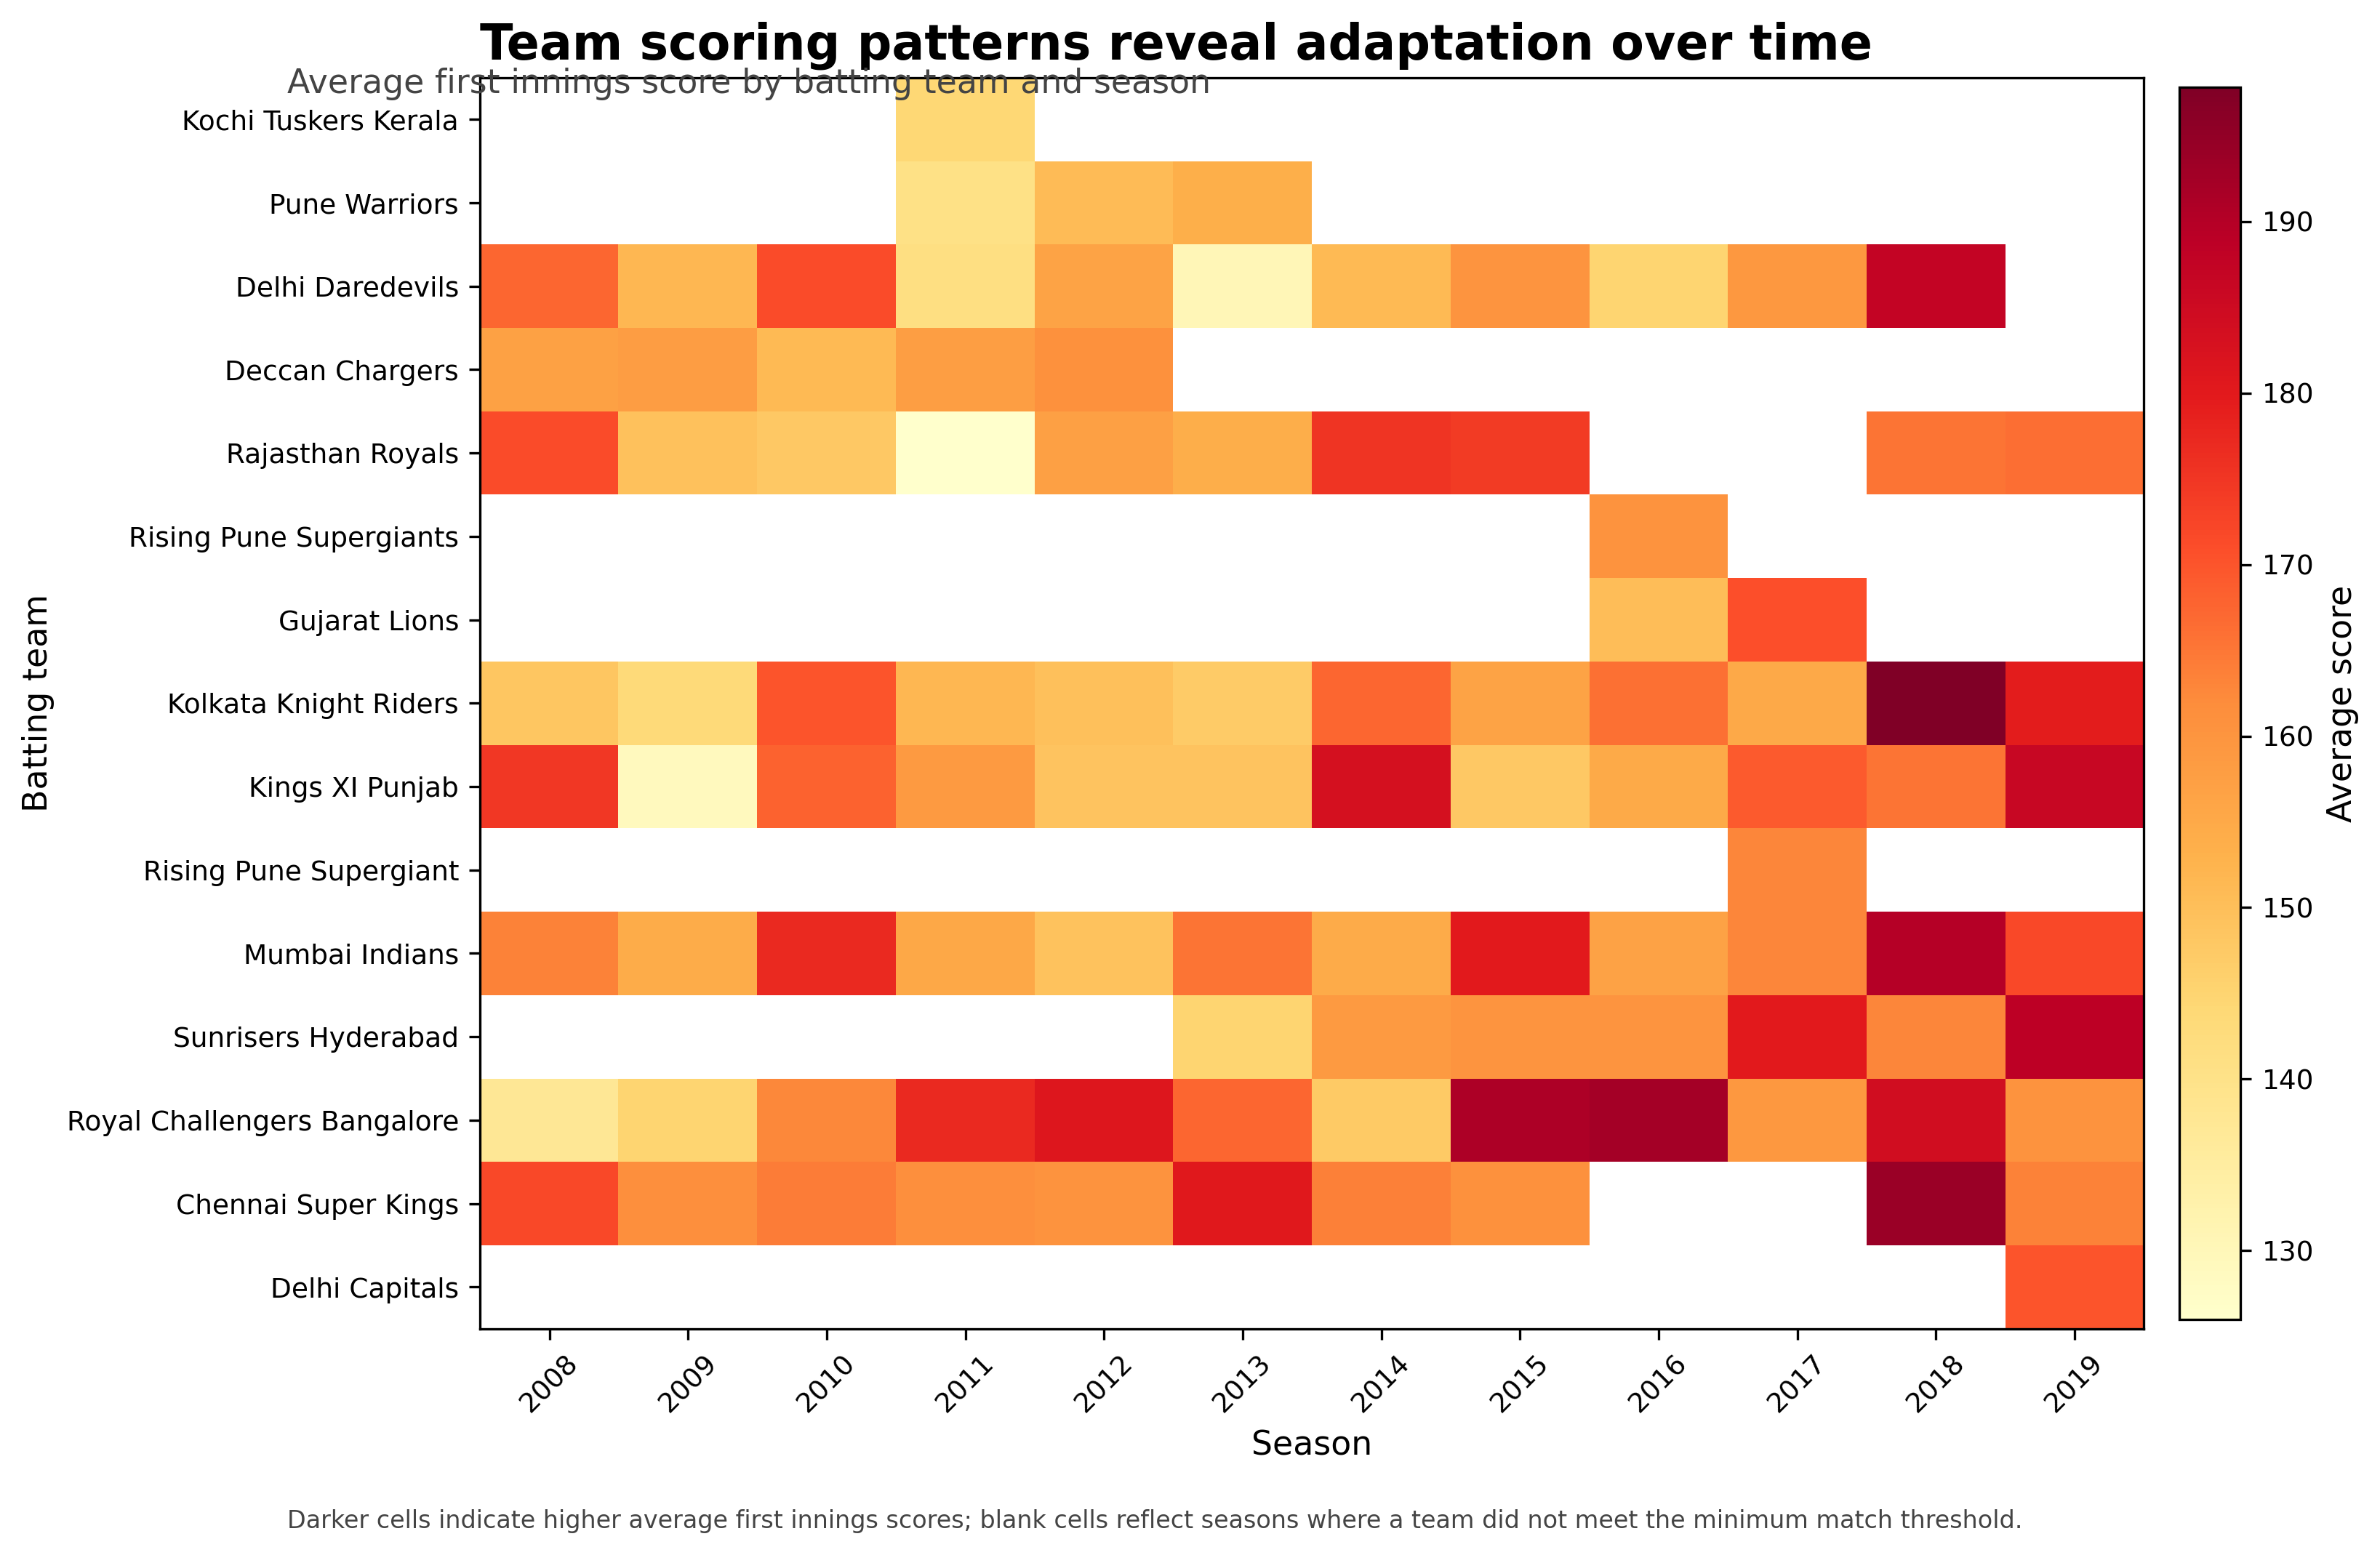 Team scoring patterns reveal adaptation over time
Average first innings score by batting team and season
Batting team
Kochi Tuskers Kerala
Pune Warriors
Delhi Daredevils
Deccan Chargers
Rajasthan Royals
Rising Pune Supergiants
Gujarat Lions
Kolkata Knight Riders
Kings XI Punjab
Rising Pune Supergiant
Mumbai Indians
Sunrisers Hyderabad
Royal Challengers Bangalore
Chennai Super Kings
Delhi Capitals
2008
2009
2010
2011
2012
2013
2014
2015
2016
2017
2018
2019
Season
190
180
170
160
150
140
130
Average score
Darker cells indicate higher average first innings scores; blank cells reflect seasons where a team did not meet the minimum match threshold.